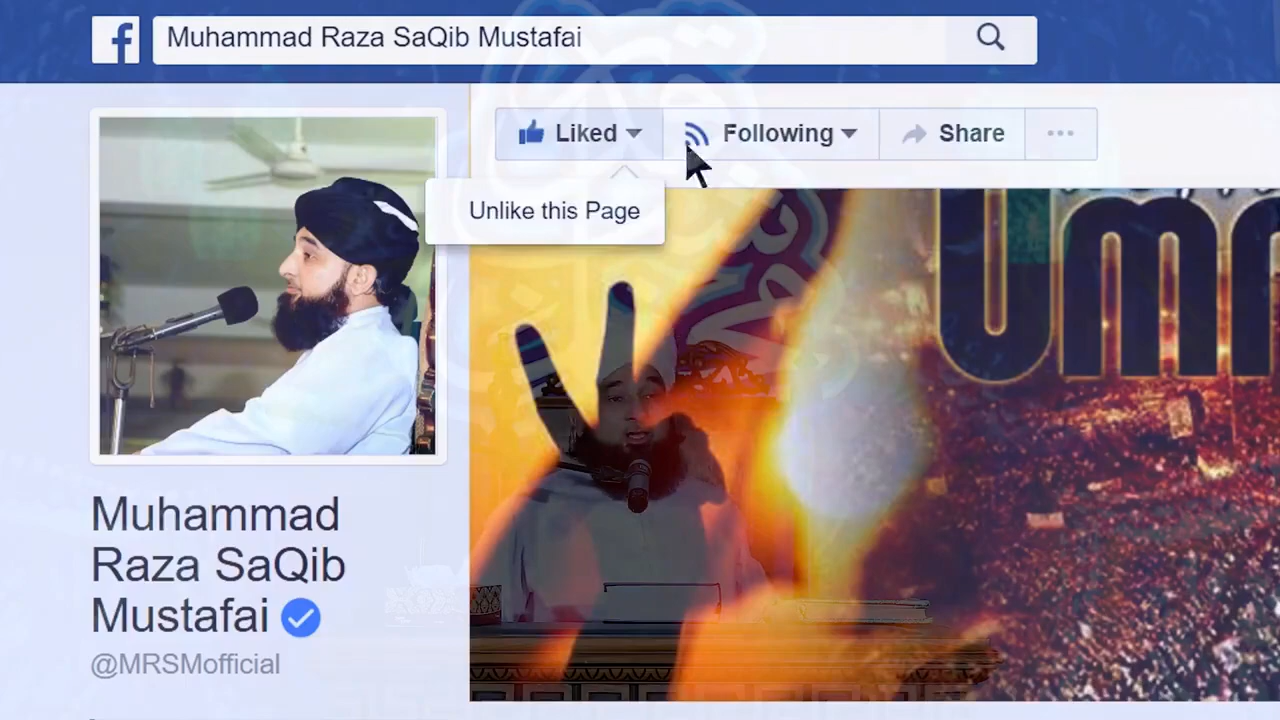 f
Muhammad Raza SaQib Mustafai
Liked
Following
Share
Unlike this Page
Muhammad
Raza SaQib
Mustafai
@MRSMofficial